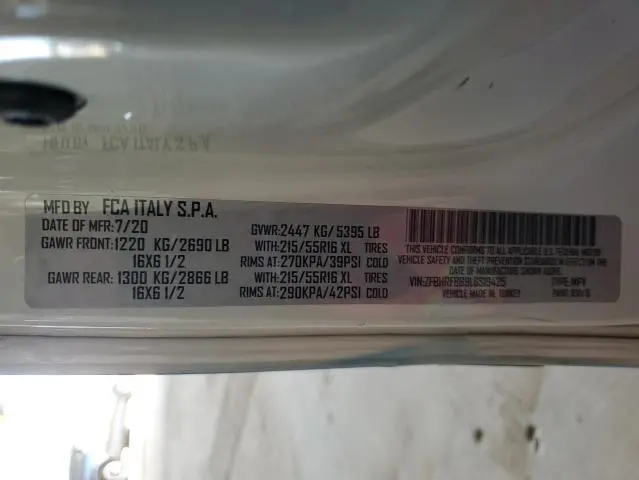 MFD BY FCA ITALY S.P.A.
DATE OF MFR: 7/20
GAWR FRONT: 1220 KG/2690 LB
16X6 1/2
GAWR REAR: 1300 KG/2866 LB
16X6 1/2
GVWR: 2447 KG/5395 LB
WITH: 215/55R16 XL TIRES
RIMS AT: 270KPA/39PSI COLD
WITH: 215/55R16 XL TIRES
RIMS AT: 290KPA/42PSI COLD
THIS VEHICLE CONFORMS TO ALL APPLICABLE U.S. FEDERAL MOTOR
VEHICLE SAFETY AND THEFT PREVENTION STANDARDS IN EFFECT ON THE
DATE OF MANUFACTURE SHOWN ABOVE.
VIN: TYPE: MPV
VEHICLE MADE IN: TURKEY PAINT: